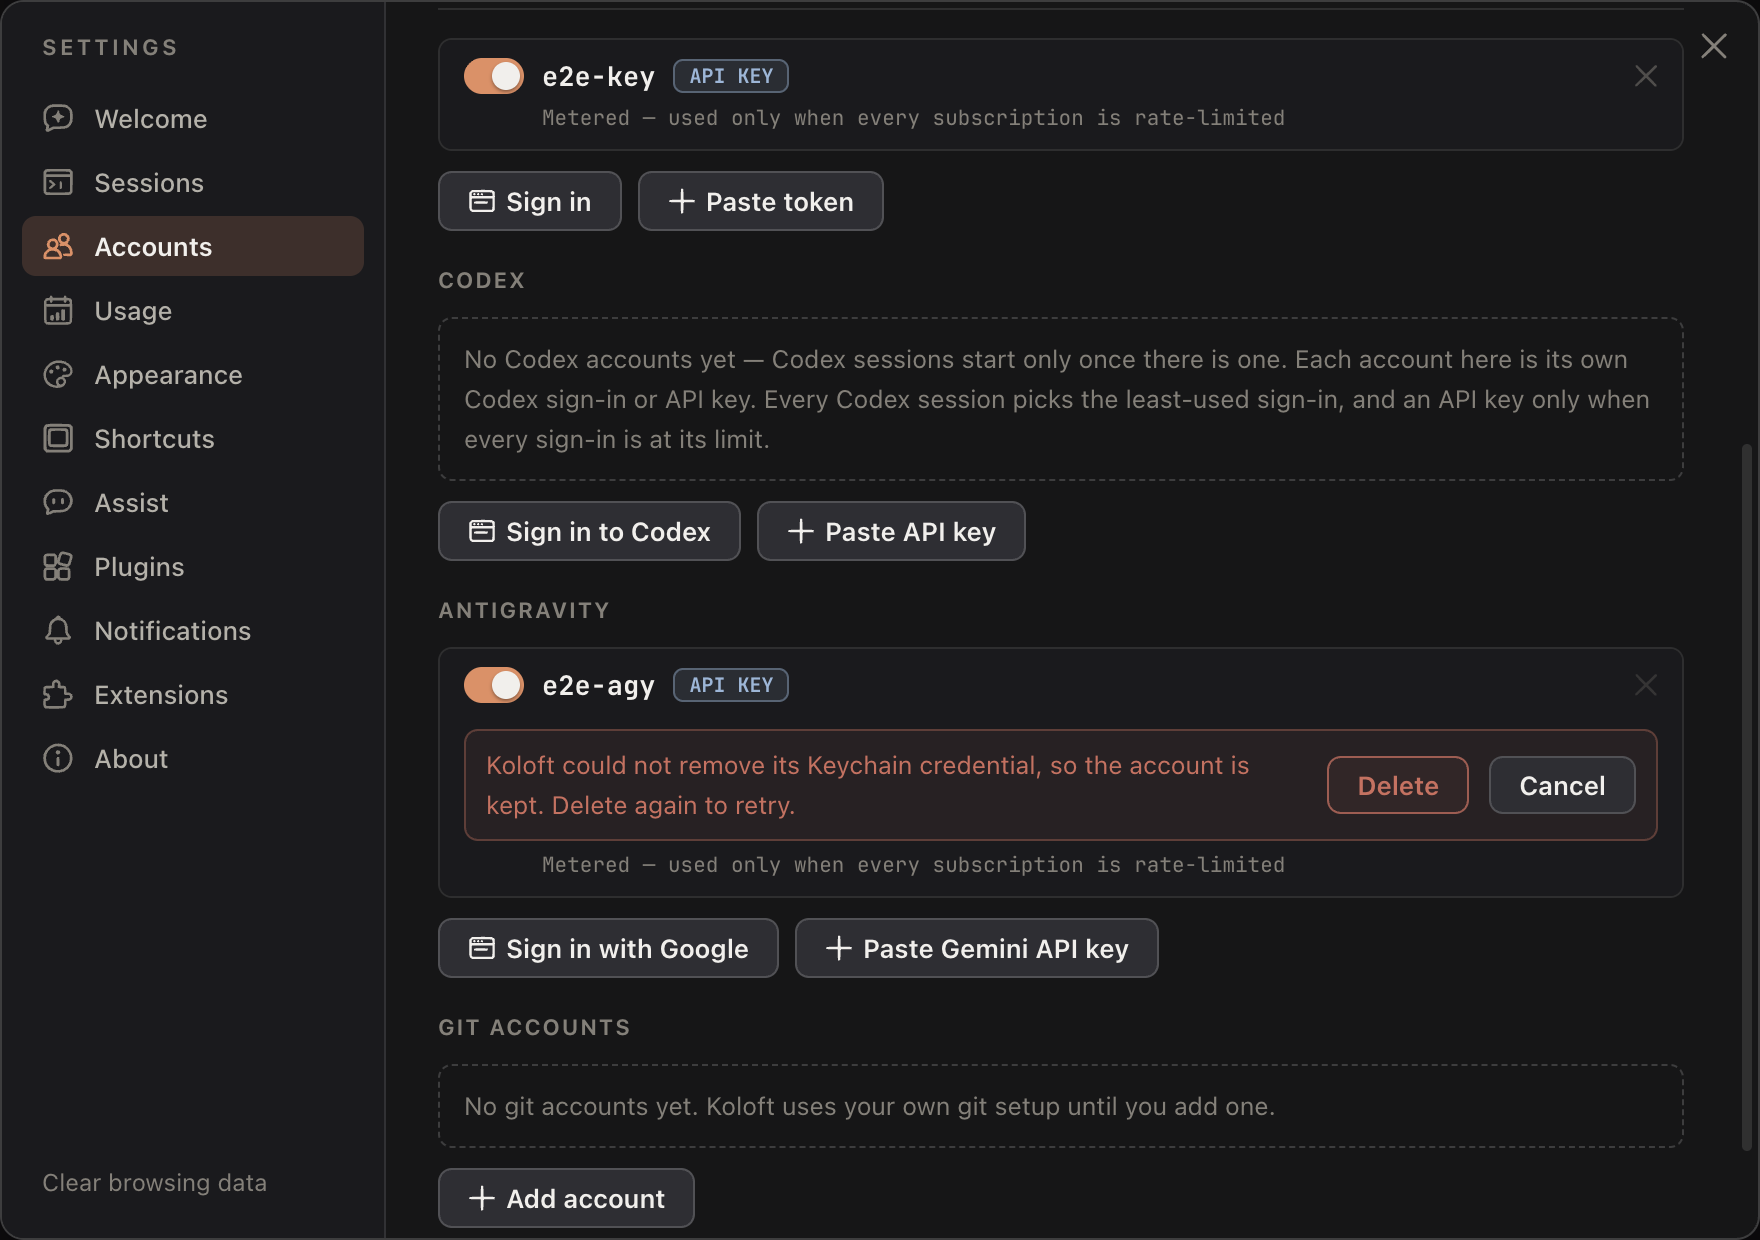 SETTINGS
Welcome
Sessions
Accounts
Usage
Appearance
Shortcuts
Assist
Plugins
Notifications
Extensions
About
Clear browsing data
e2e-key API KEY
Metered — used only when every subscription is rate-limited
Sign in
Paste token
CODEX
No Codex accounts yet — Codex sessions start only once there is one. Each account here is its own
Codex sign-in or API key. Every Codex session picks the least-used sign-in, and an API key only when
every sign-in is at its limit.
Sign in to Codex
Paste API key
ANTIGRAVITY
e2e-agy API KEY
Koloft could not remove its Keychain credential, so the account is
kept. Delete again to retry.
Delete
Cancel
Metered — used only when every subscription is rate-limited
Sign in with Google
Paste Gemini API key
GIT ACCOUNTS
No git accounts yet. Koloft uses your own git setup until you add one.
Add account